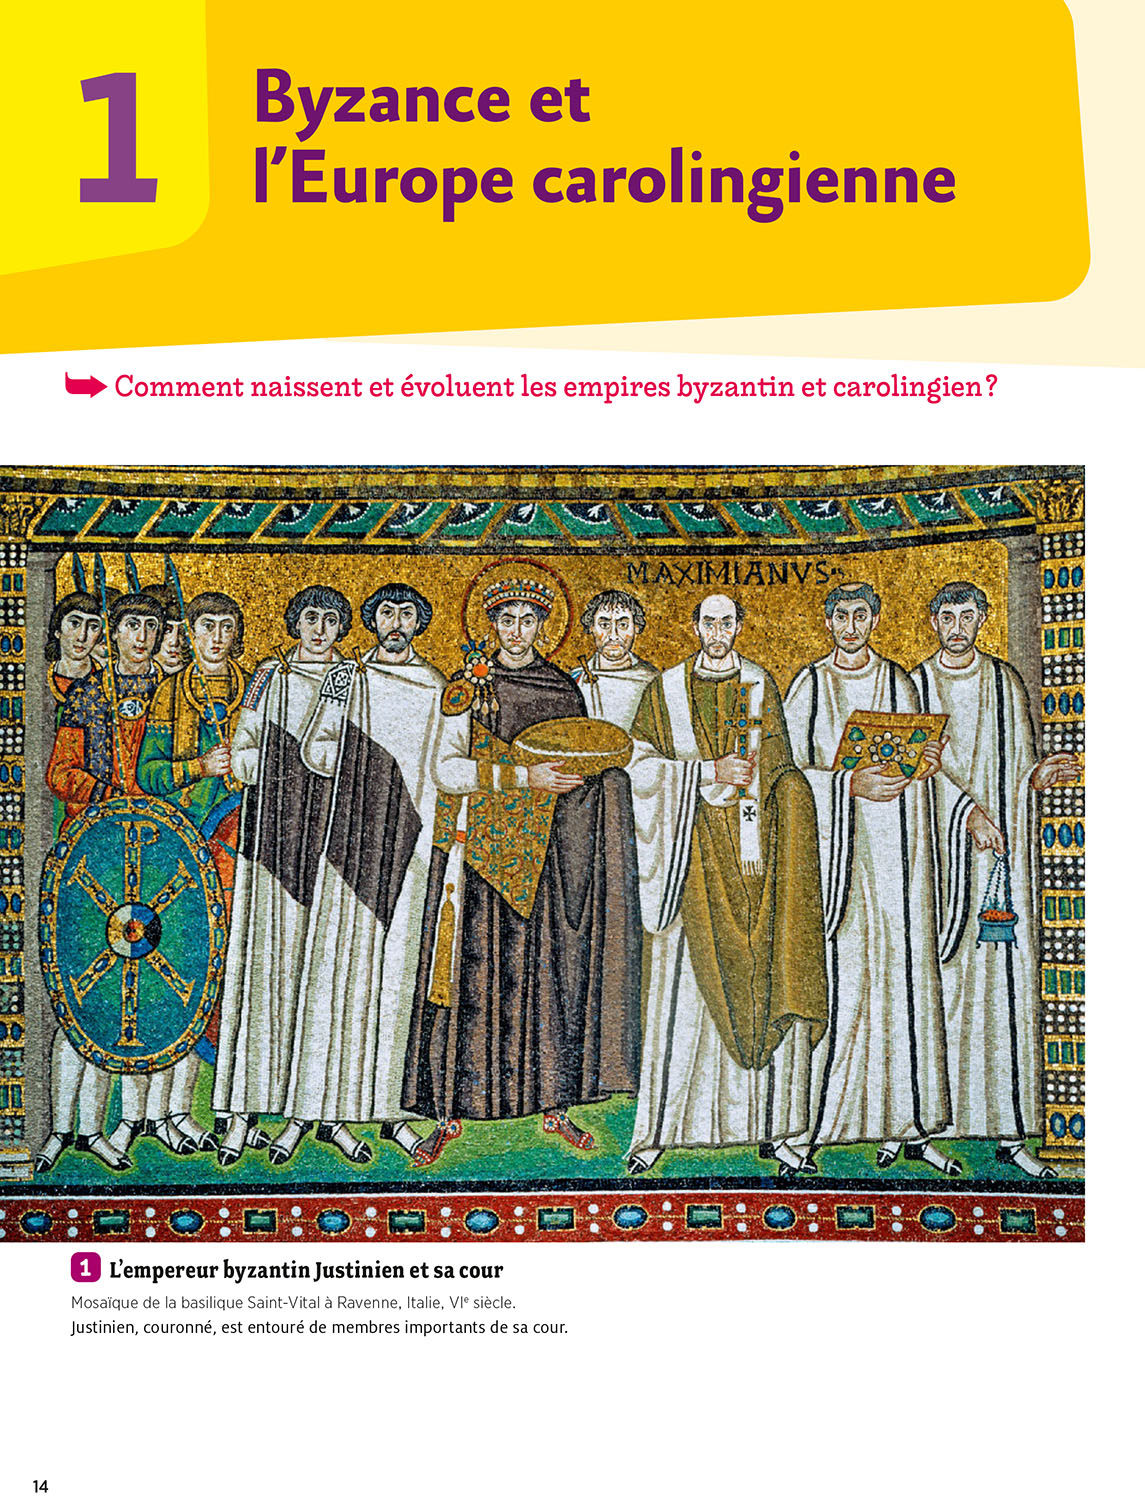 1
Byzance et
l'Europe carolingienne
Comment naissent et évoluent les empires byzantin et carolingien ?
MAXIMIANVS
1 L'empereur byzantin Justinien et sa cour
Mosaïque de la basilique Saint-Vital à Ravenne, Italie, VIe siècle.
Justinien, couronné, est entouré de membres importants de sa cour.
14